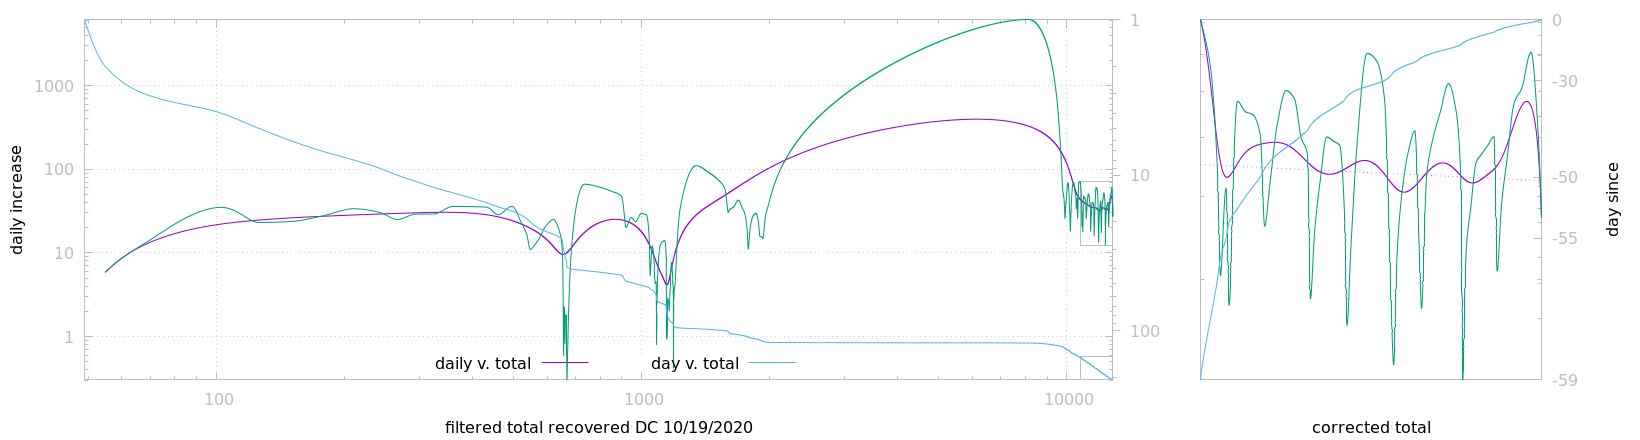 daily increase
1000
100
10
1
100
1000
10000
1
10
100
daily v. total
day v. total
filtered total recovered DC 10/19/2020
0
-30
-50
-55
-59
day since
corrected total